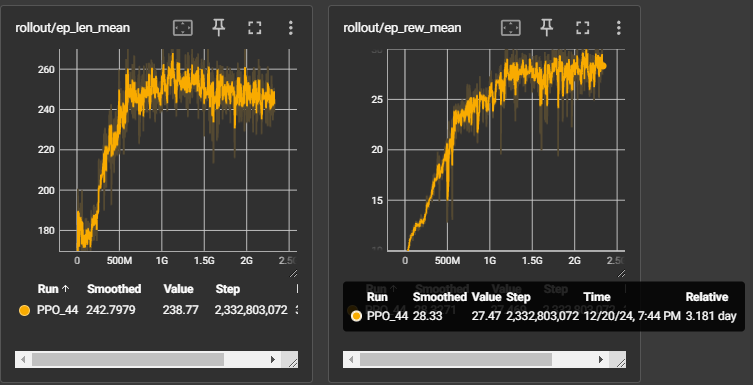 rollout/ep_len_mean
260
240
220
200
180
0 500M 1G 1.5G 2G 2.5G
Run ↑ Smoothed Value Step
PPO_44 242.7979 238.77 2,332,803,072
rollout/ep_rew_mean
30
25
20
15
10
0 500M 1G 1.5G 2G
Run Smoothed Value Step Time Relative
PPO_44 28.33 27.47 2,332,803,072 12/20/24, 7:44 PM 3.181 day